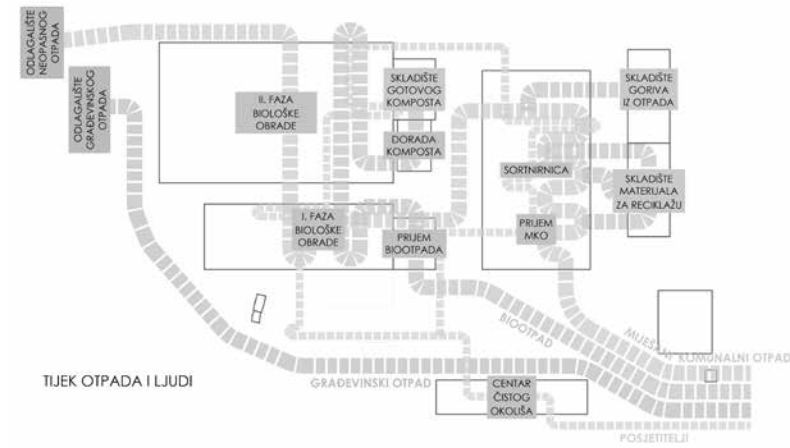 ODLAGALIŠTE
NEOPASNOG
OTPADA
ODLAGALIŠTE
GRAĐEVINSKOG
OTPADA
II. FAZA
BIOLOŠKE
OBRADE
SKLADIŠTE
GOTOVOG
KOMPOSTA
DORADA
KOMPOSTA
SKLADIŠTE
GORIVA
IZ OTPADA
SORTNIRNICA
SKLADIŠTE
MATERIJALA
ZA RECIKLAŽU
I. FAZA
BIOLOŠKE
OBRADE
PRIJEM
BIOOTPADA
PRIJEM
MKO
BIOOTPAD
MIJEŠANI KOMUNALNI OTPAD
TIJEK OTPADA I LJUDI
GRAĐEVINSKI OTPAD
CENTAR
ČISTOG
OKOLIŠA
POSJETITELJI